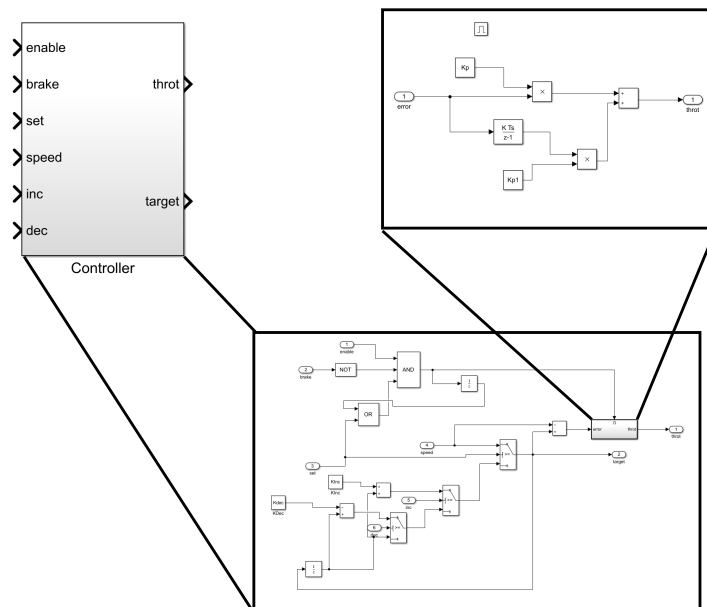 enable
brake
set
speed
inc
dec
throt
target
Controller
Kp
1
error
×
+
+
1
throt
K Ts
z-1
×
Kp1
1
enable
2
brake
NOT
AND
1
z
OR
3
set
4
speed
>=
error
throt
1
throt
2
target
KInc
KInc
5
inc
>=
Kdec
KDec
6
>=
1
z